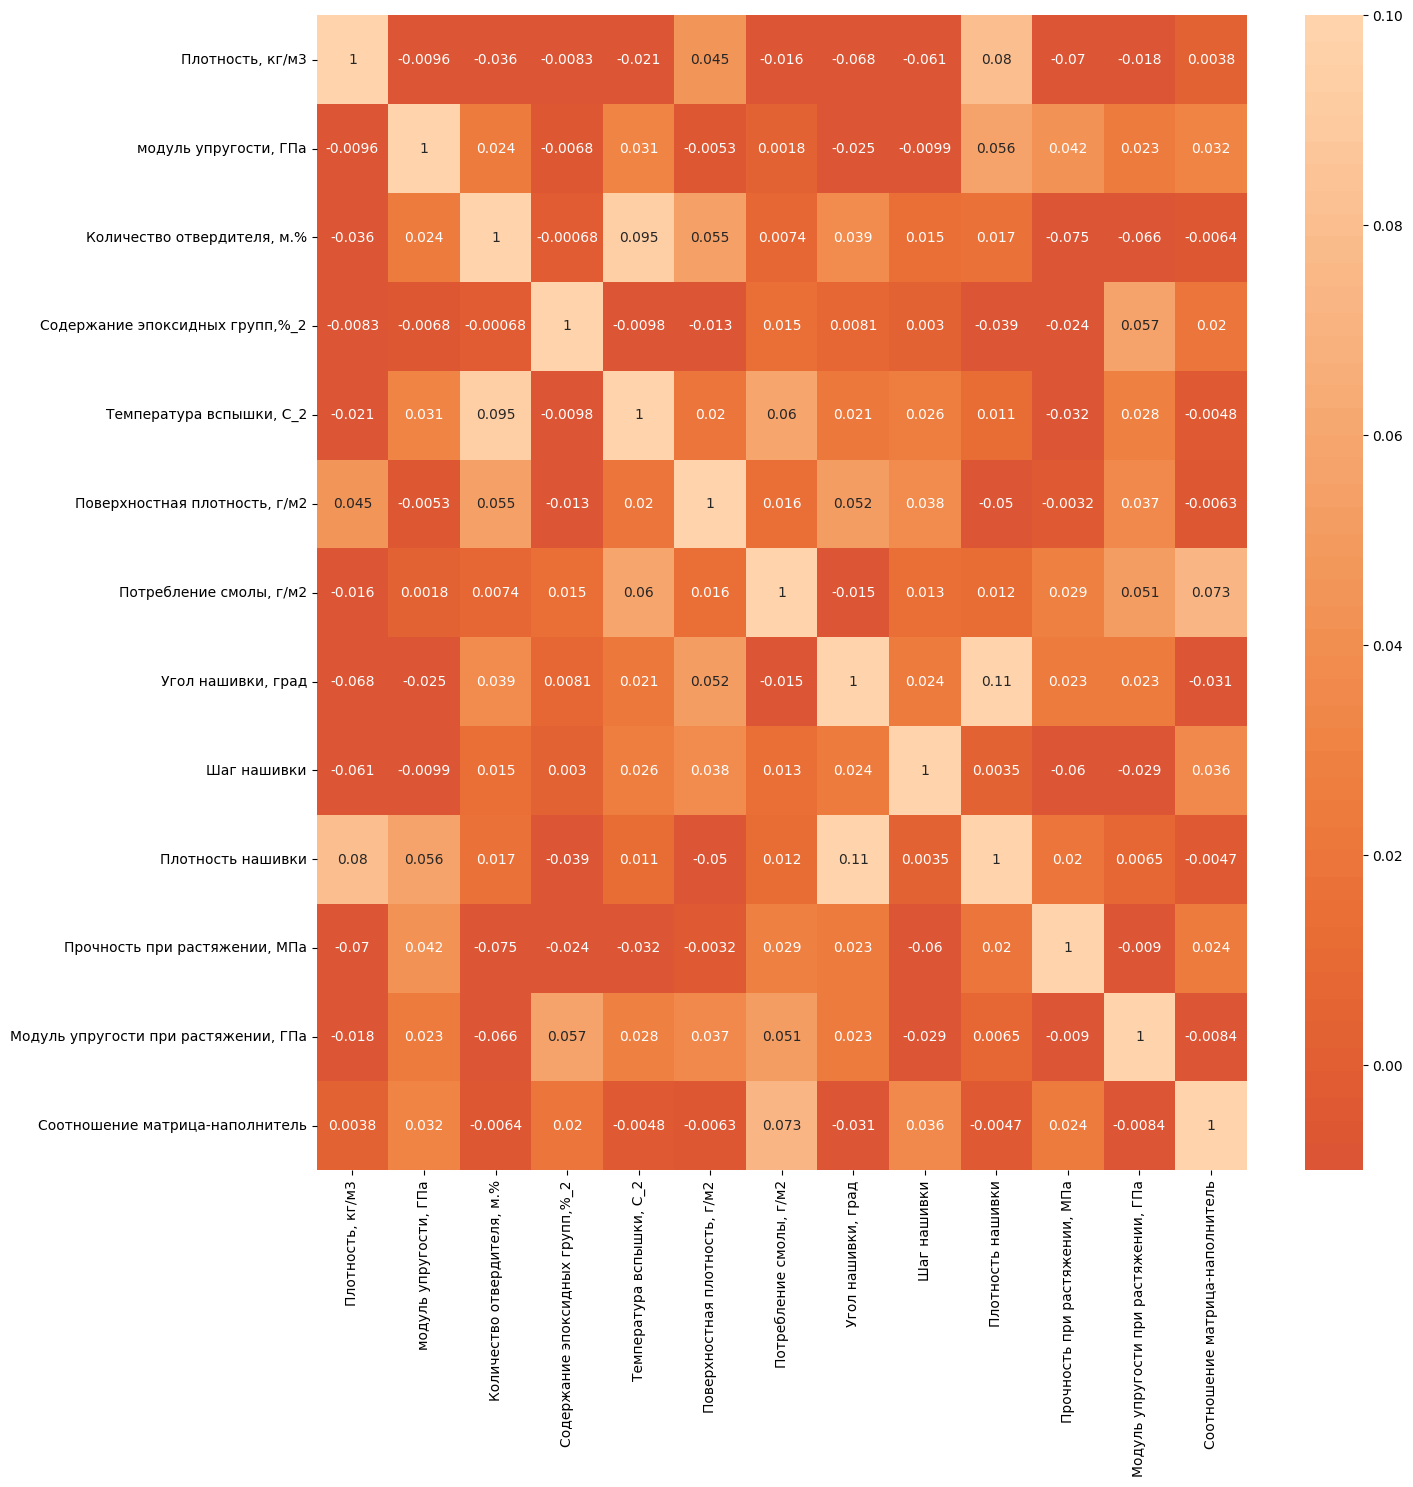 Плотность, кг/м3 1 -0.0096 -0.036 -0.0083 -0.021 0.045 -0.016 -0.068 -0.061 0.08 -0.07 -0.018 0.0038
модуль упругости, ГПа -0.0096 1 0.024 -0.0068 0.031 -0.0053 0.0018 -0.025 -0.0099 0.056 0.042 0.023 0.032
Количество отвердителя, м.% -0.036 0.024 1 -0.00068 0.095 0.055 0.0074 0.039 0.015 0.017 -0.075 -0.066 -0.0064
Содержание эпоксидных групп,%_2 -0.0083 -0.0068 -0.00068 1 -0.0098 -0.013 0.015 0.0081 0.003 -0.039 -0.024 0.057 0.02
Температура вспышки, С_2 -0.021 0.031 0.095 -0.0098 1 0.02 0.06 0.021 0.026 0.011 -0.032 0.028 -0.0048
Поверхностная плотность, г/м2 0.045 -0.0053 0.055 -0.013 0.02 1 0.016 0.052 0.038 -0.05 -0.0032 0.037 -0.0063
Потребление смолы, г/м2 -0.016 0.0018 0.0074 0.015 0.06 0.016 1 -0.015 0.013 0.012 0.029 0.051 0.073
Угол нашивки, град -0.068 -0.025 0.039 0.0081 0.021 0.052 -0.015 1 0.024 0.11 0.023 0.023 -0.031
Шаг нашивки -0.061 -0.0099 0.015 0.003 0.026 0.038 0.013 0.024 1 0.0035 -0.06 -0.029 0.036
Плотность нашивки 0.08 0.056 0.017 -0.039 0.011 -0.05 0.012 0.11 0.0035 1 0.02 0.0065 -0.0047
Прочность при растяжении, МПа -0.07 0.042 -0.075 -0.024 -0.032 -0.0032 0.029 0.023 -0.06 0.02 1 -0.009 0.024
Модуль упругости при растяжении, ГПа -0.018 0.023 -0.066 0.057 0.028 0.037 0.051 0.023 -0.029 0.0065 -0.009 1 -0.0084
Соотношение матрица-наполнитель 0.0038 0.032 -0.0064 0.02 -0.0048 -0.0063 0.073 -0.031 0.036 -0.0047 0.024 -0.0084 1
Плотность, кг/м3
модуль упругости, ГПа
Количество отвердителя, м.%
Содержание эпоксидных групп,%_2
Температура вспышки, С_2
Поверхностная плотность, г/м2
Потребление смолы, г/м2
Угол нашивки, град
Шаг нашивки
Плотность нашивки
Прочность при растяжении, МПа
Модуль упругости при растяжении, ГПа
Соотношение матрица-наполнитель
0.10
0.08
0.06
0.04
0.02
0.00